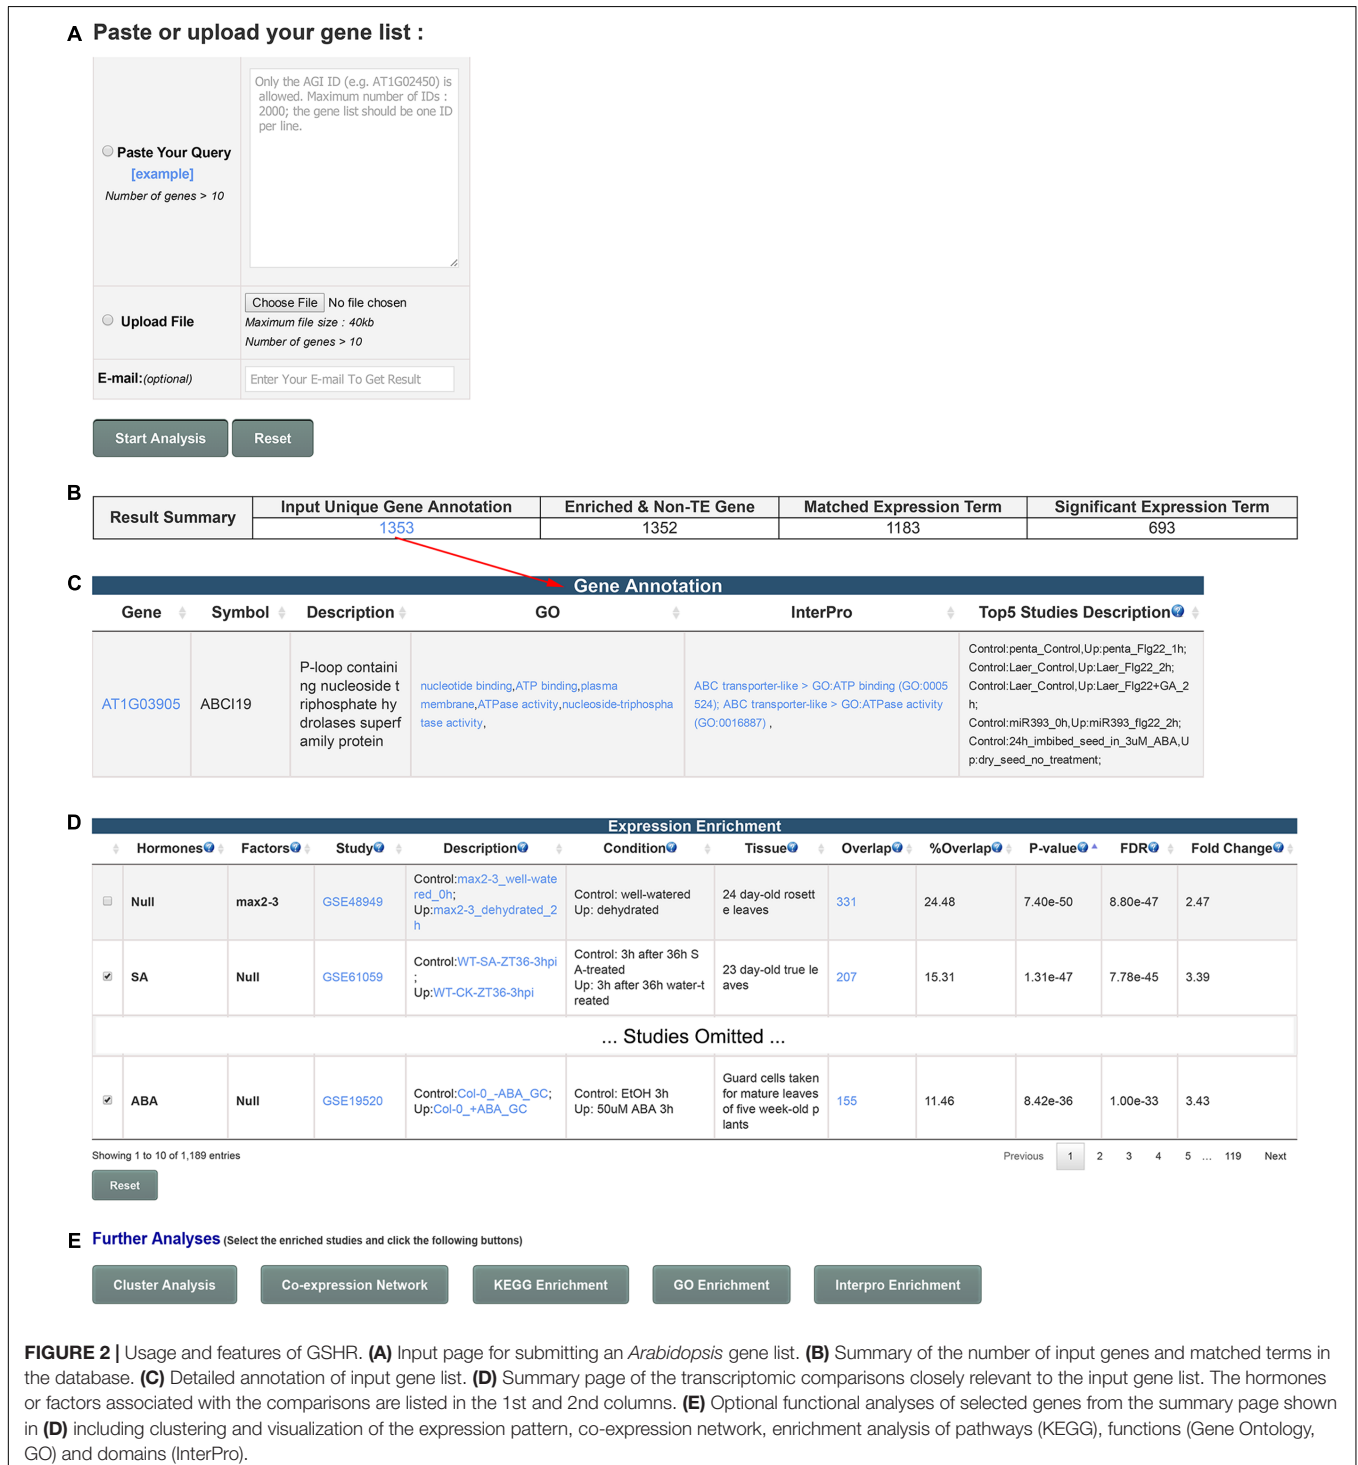 A Paste or upload your gene list :
Only the AGI ID (e.g. AT1G02450) is
allowed. Maximum number of IDs :
2000; the gene list should be one ID
per line.
Paste Your Query
[example]
Number of genes > 10
Upload File
Choose File No file chosen
Maximum file size : 40kb
Number of genes > 10
E-mail:(optional)
Enter Your E-mail To Get Result
Start Analysis Reset
B
Result Summary Input Unique Gene Annotation Enriched & Non-TE Gene Matched Expression Term Significant Expression Term
1353 1352 1183 693
C
Gene Annotation
Gene Symbol Description GO InterPro Top5 Studies Description
AT1G03905
ABCI19
P-loop containi
ng nucleoside t
riphosphate hy
drolases superf
amily protein
nucleotide binding,ATP binding,plasma
membrane,ATPase activity,nucleoside-triphospha
tase activity,
ABC transporter-like > GO:ATP binding (GO:0005
524); ABC transporter-like > GO:ATPase activity
(GO:0016887) ,
Control:penta_Control,Up:penta_Flg22_1h;
Control:Laer_Control,Up:Laer_Flg22_2h;
Control:Laer_Control,Up:Laer_Flg22+GA_2
h;
Control:miR393_0h,Up:miR393_flg22_2h;
Control:24h_imbibed_seed_in_3uM_ABA,U
p:dry_seed_no_treatment;
D
Expression Enrichment
Hormones Factors Study Description Condition Tissue Overlap %Overlap P-value FDR Fold Change
Null
max2-3
GSE48949
Control:max2-3_well-wate
red_0h;
Up:max2-3_dehydrated_2
h
Control: well-watered
Up: dehydrated
24 day-old rosett
e leaves
331
24.48
7.40e-50
8.80e-47
2.47
SA
Null
GSE61059
Control:WT-SA-ZT36-3hpi
;
Up:WT-CK-ZT36-3hpi
Control: 3h after 36h S
A-treated
Up: 3h after 36h water-t
reated
23 day-old true le
aves
207
15.31
1.31e-47
7.78e-45
3.39
... Studies Omitted ...
ABA
Null
GSE19520
Control:Col-0_-ABA_GC;
Up:Col-0_+ABA_GC
Control: EtOH 3h
Up: 50uM ABA 3h
Guard cells taken
for mature leaves
of five week-old p
lants
155
11.46
8.42e-36
1.00e-33
3.43
Showing 1 to 10 of 1,189 entries
Previous 1 2 3 4 5 ... 119 Next
Reset
E Further Analyses (Select the enriched studies and click the following buttons)
Cluster Analysis Co-expression Network KEGG Enrichment GO Enrichment Interpro Enrichment
FIGURE 2 | Usage and features of GSHR. (A) Input page for submitting an Arabidopsis gene list. (B) Summary of the number of input genes and matched terms in
the database. (C) Detailed annotation of input gene list. (D) Summary page of the transcriptomic comparisons closely relevant to the input gene list. The hormones
or factors associated with the comparisons are listed in the 1st and 2nd columns. (E) Optional functional analyses of selected genes from the summary page shown
in (D) including clustering and visualization of the expression pattern, co-expression network, enrichment analysis of pathways (KEGG), functions (Gene Ontology,
GO) and domains (InterPro).